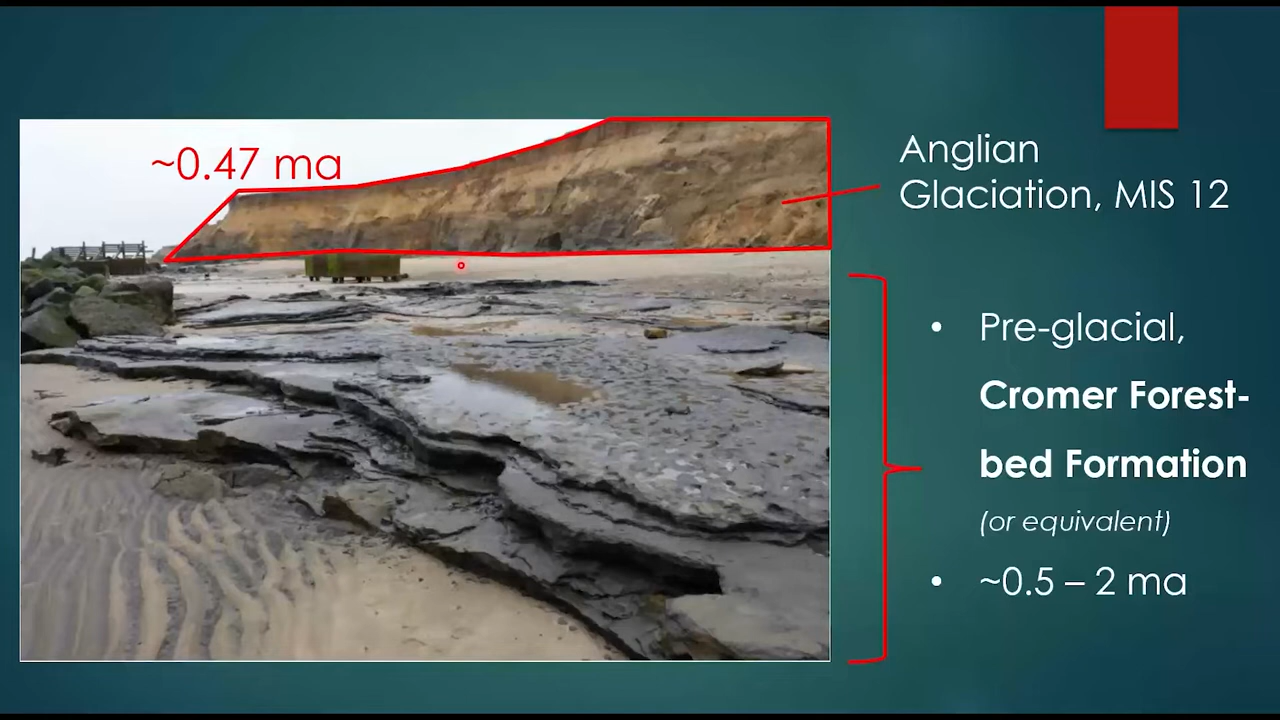 ~0.47 ma
Anglian
Glaciation, MIS 12
• Pre-glacial,
Cromer Forest-
bed Formation
(or equivalent)
• ~0.5 – 2 ma